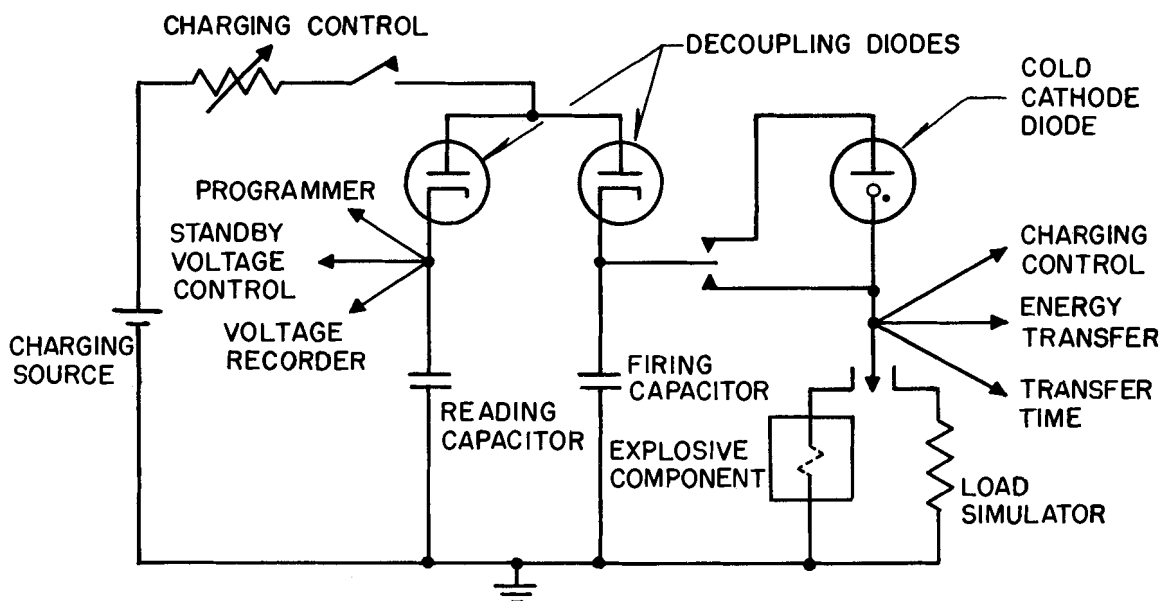 CHARGING CONTROL
DECOUPLING DIODES
COLD
CATHODE
DIODE
PROGRAMMER
STANDBY
VOLTAGE
CONTROL
VOLTAGE
RECORDER
CHARGING
SOURCE
READING
CAPACITOR
FIRING
CAPACITOR
EXPLOSIVE
COMPONENT
CHARGING
CONTROL
ENERGY
TRANSFER
TRANSFER
TIME
LOAD
SIMULATOR